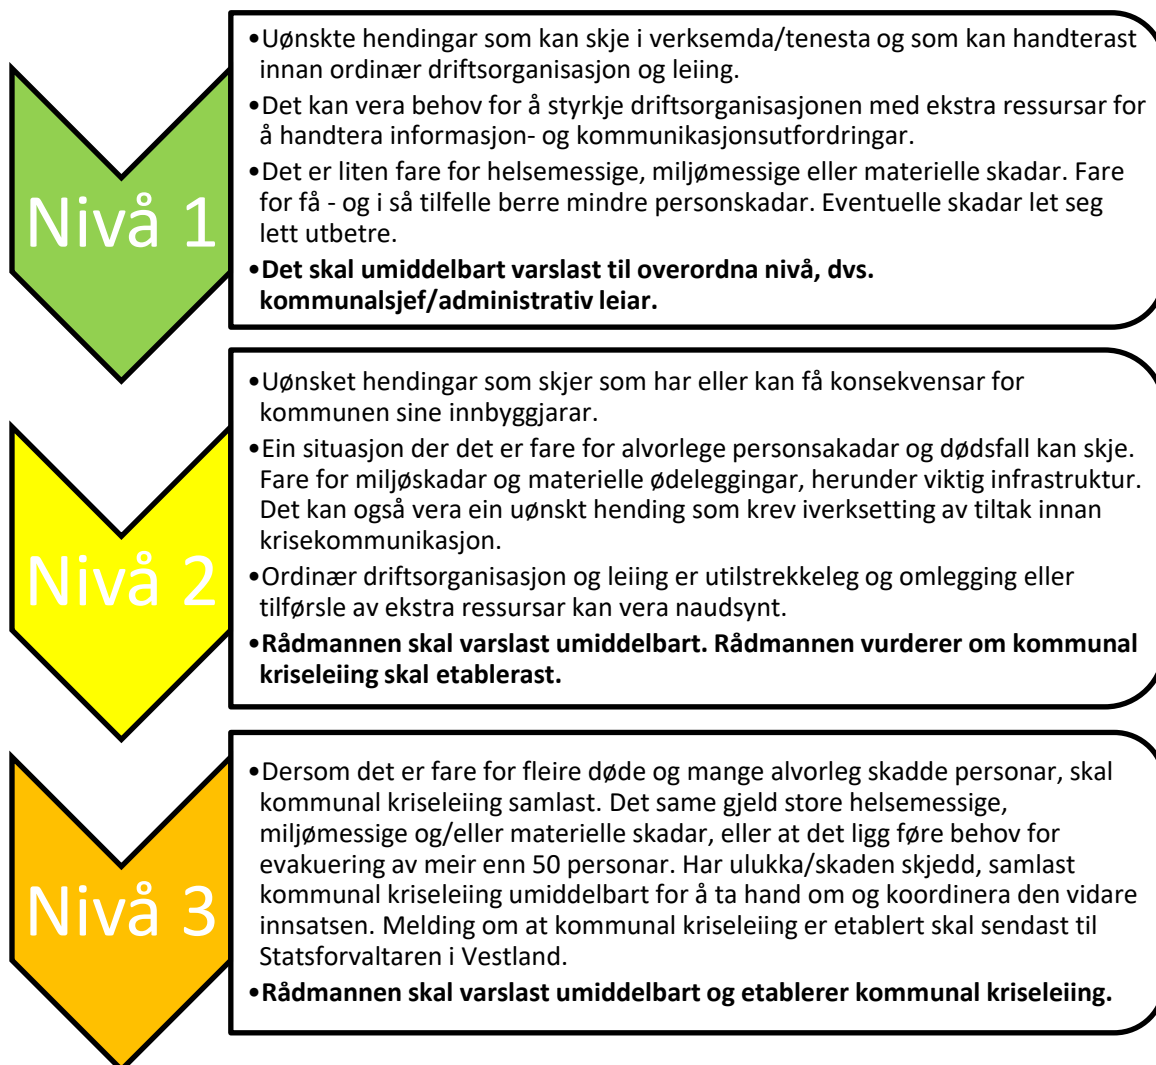 Nivå 1
•Uønskte hendingar som kan skje i verksemda/tenesta og som kan handterast
innan ordinær driftsorganisasjon og leiing.
•Det kan vera behov for å styrkje driftsorganisasjonen med ekstra ressursar for
å handtera informasjon- og kommunikasjonsutfordringar.
•Det er liten fare for helsemessige, miljømessige eller materielle skadar. Fare
for få - og i så tilfelle berre mindre personskadar. Eventuelle skadar let seg
lett utbetre.
•Det skal umiddelbart varslast til overordna nivå, dvs.
kommunalsjef/administrativ leiar.
Nivå 2
•Uønsket hendingar som skjer som har eller kan få konsekvensar for
kommunen sine innbyggjarar.
•Ein situasjon der det er fare for alvorlege personsakadar og dødsfall kan skje.
Fare for miljøskadar og materielle ødeleggingar, herunder viktig infrastruktur.
Det kan også vera ein uønskt hending som krev iverksetting av tiltak innan
krisekommunikasjon.
•Ordinær driftsorganisasjon og leiing er utilstrekkeleg og omlegging eller
tilførsle av ekstra ressursar kan vera naudsynt.
•Rådmannen skal varslast umiddelbart. Rådmannen vurderer om kommunal
kriseleiing skal etablerast.
Nivå 3
•Dersom det er fare for fleire døde og mange alvorleg skadde personar, skal
kommunal kriseleiing samlast. Det same gjeld store helsemessige,
miljømessige og/eller materielle skadar, eller at det ligg føre behov for
evakuering av meir enn 50 personar. Har ulukka/skaden skjedd, samlast
kommunal kriseleiing umiddelbart for å ta hand om og koordinera den vidare
innsatsen. Melding om at kommunal kriseleiing er etablert skal sendast til
Statsforvaltaren i Vestland.
•Rådmannen skal varslast umiddelbart og etablerer kommunal kriseleiing.